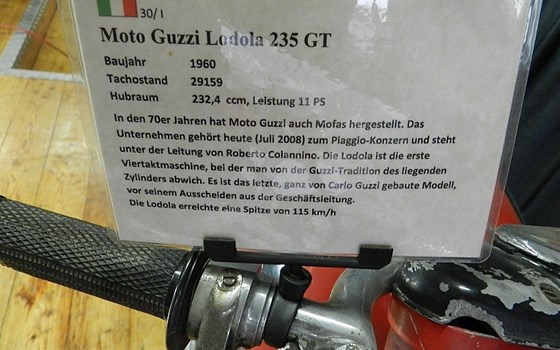 30/ I
Moto Guzzi Lodola 235 GT
Baujahr 1960
Tachostand 29159
Hubraum 232,4 ccm, Leistung 11 PS
In den 70er Jahren hat Moto Guzzi auch Mofas hergestellt. Das
Unternehmen gehört heute (Juli 2008) zum Piaggio-Konzern und steht
unter der Leitung von Roberto Colannino. Die Lodola ist die erste
Viertaktmaschine, bei der man von der Guzzi-Tradition des liegenden
Zylinders abwich. Es ist das letzte, ganz von Carlo Guzzi gebaute Modell,
vor seinem Ausscheiden aus der Geschäftsleitung.
Die Lodola erreichte eine Spitze von 115 km/h